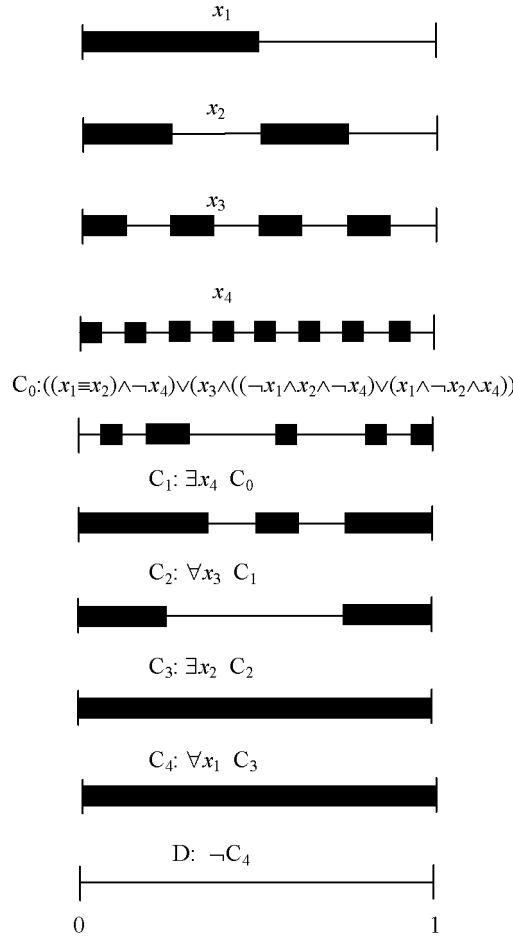 x₁
x₂
x₃
x₄
C₀:((x₁≡x₂)∧¬x₄)∨(x₃∧((¬x₁∧x₂∧¬x₄)∨(x₁∧¬x₂∧x₄))
C₁: ∃x₄ C₀
C₂: ∀x₃ C₁
C₃: ∃x₂ C₂
C₄: ∀x₁ C₃
D: ¬C₄
0 1